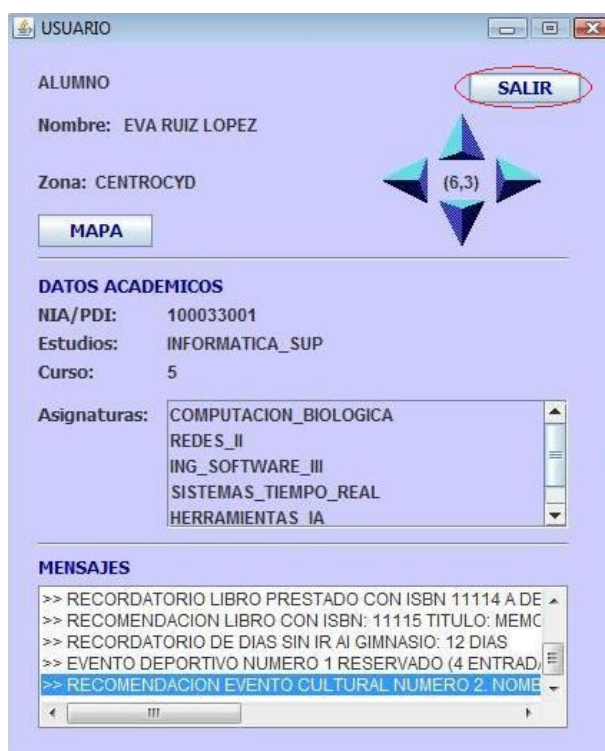 USUARIO
ALUMNO
SALIR
Nombre: EVA RUIZ LOPEZ
Zona: CENTROCYD
(6,3)
MAPA
DATOS ACADEMICOS
NIA/PDI: 100033001
Estudios: INFORMATICA_SUP
Curso: 5
Asignaturas: COMPUTACION_BIOLOGICA
REDES_II
ING_SOFTWARE_III
SISTEMAS_TIEMPO_REAL
HERRAMIENTAS_IA
MENSAJES
>> RECORDATORIO LIBRO PRESTADO CON ISBN 11114 A DE
>> RECOMENDACION LIBRO CON ISBN: 11115 TITULO: MEMO
>> RECORDATORIO DE DIAS SIN IR Al GIMNASIO: 12 DIAS
>> EVENTO DEPORTIVO NUMERO 1 RESERVADO (4 ENTRADA
>> RECOMENDACION EVENTO CULTURAL NUMERO 2. NOMB